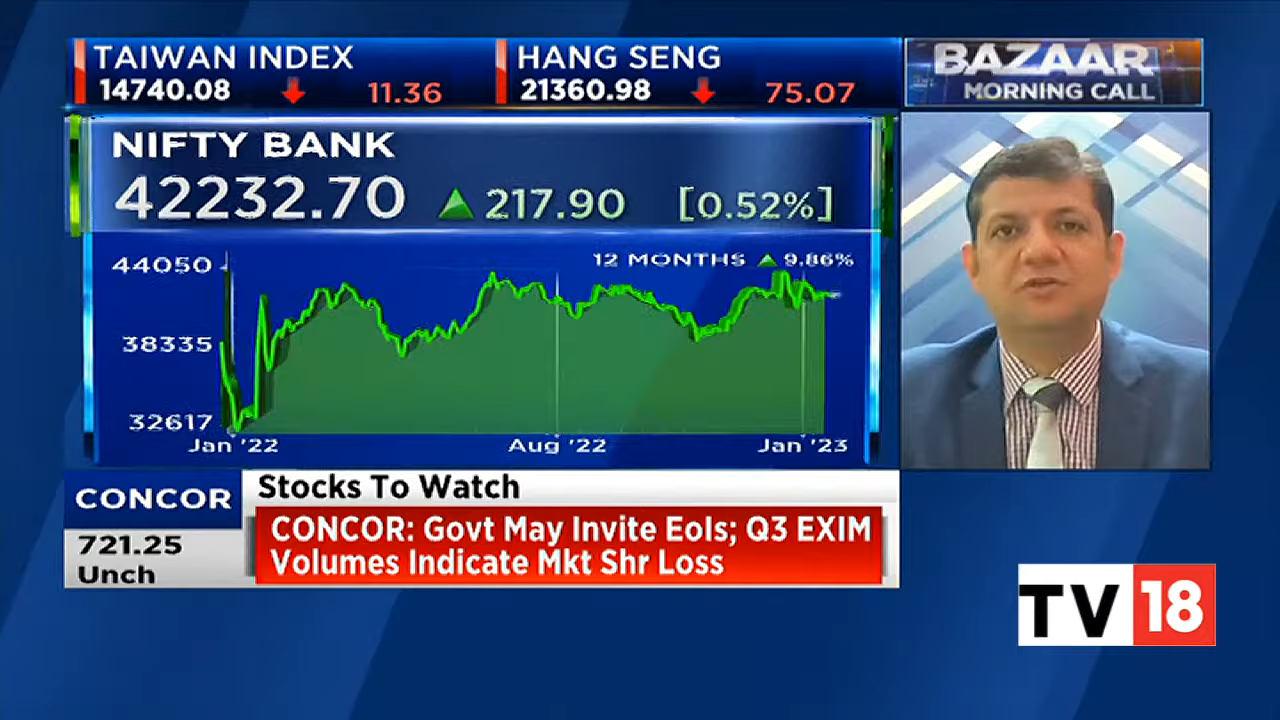 TAIWAN INDEX
14740.08 11.36
HANG SENG
21360.98 75.07
BAZAAR
MORNING CALL
NIFTY BANK
42232.70 217.90 [0.52%]
12 MONTHS 9.86%
44050
38335
32617
Jan '22 Aug '22 Jan '23
CONCOR
721.25
Unch
Stocks To Watch
CONCOR: Govt May Invite EoIs; Q3 EXIM
Volumes Indicate Mkt Shr Loss
TV18